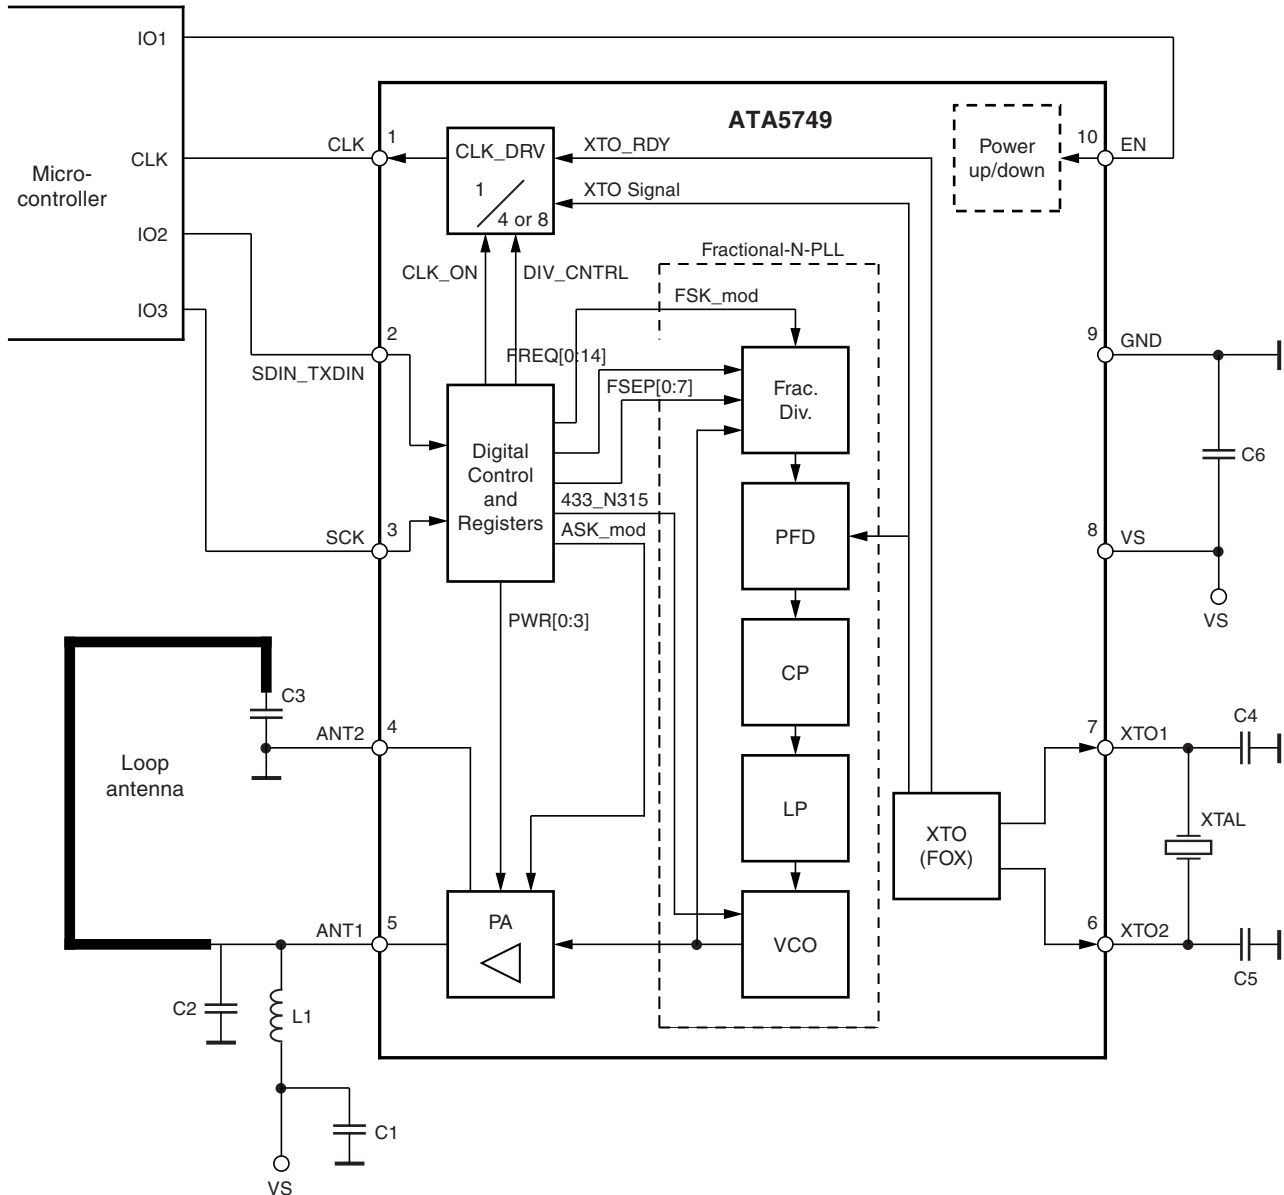 IO1
ATA5749
CLK
1
CLK_DRV
1
4 or 8
XTO_RDY
XTO Signal
Power
up/down
10
EN
CLK
Micro-
controller
IO2
IO3
CLK_ON
DIV_CNTRL
Fractional-N-PLL
FSK_mod
2
SDIN_TXDIN
FREQ[0:14]
FSEP[0:7]
Frac.
Div.
9
GND
C6
Digital
Control
and
Registers
433_N315
ASK_mod
SCK
3
PFD
8
VS
VS
PWR[0:3]
CP
C3
ANT2
4
Loop
antenna
LP
XTO
(FOX)
7
XTO1
C4
XTAL
ANT1
5
PA
VCO
6
XTO2
C5
C2
L1
C1
VS